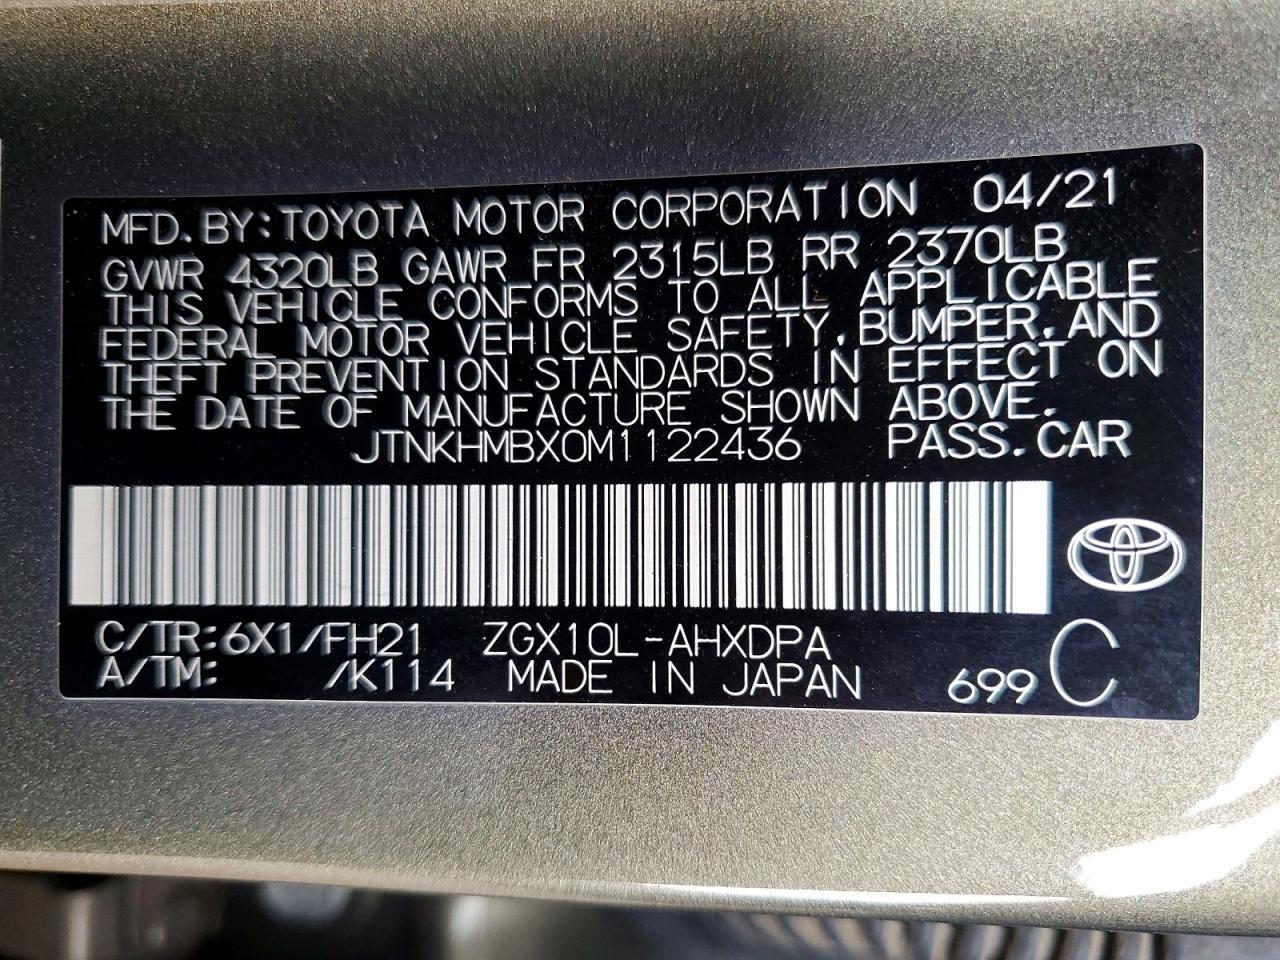 MFD. BY: TOYOTA MOTOR CORPORATION 04/21
GVWR 4320LB GAWR FR 2315LB RR 2370LB
THIS VEHICLE CONFORMS TO ALL APPLICABLE
FEDERAL MOTOR VEHICLE SAFETY, BUMPER, AND
THEFT PREVENTION STANDARDS IN EFFECT ON
THE DATE OF MANUFACTURE SHOWN ABOVE.
JTNKHMBX0M1122436 PASS. CAR
C/TR: 6X1/FH21 ZGX10L-AHXDPA
A/TM: /K114 MADE IN JAPAN 699 C